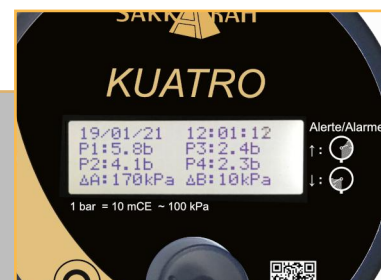 SAKKARAH
KUATRO
19/01/21 12:01:12
P1:5.8b P3:2.4b
P2:4.1b P4:2.3b
ΔA:170kPa ΔB:10kPa
Alerte/Alarme
↑:
↓:
1 bar = 10 mCE ~ 100 kPa